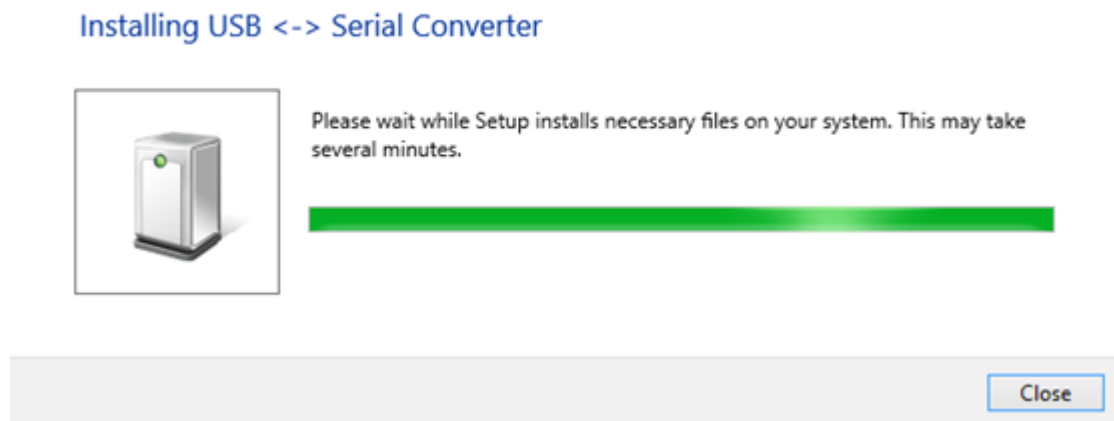 Installing USB <-> Serial Converter
Please wait while Setup installs necessary files on your system. This may take
several minutes.
Close